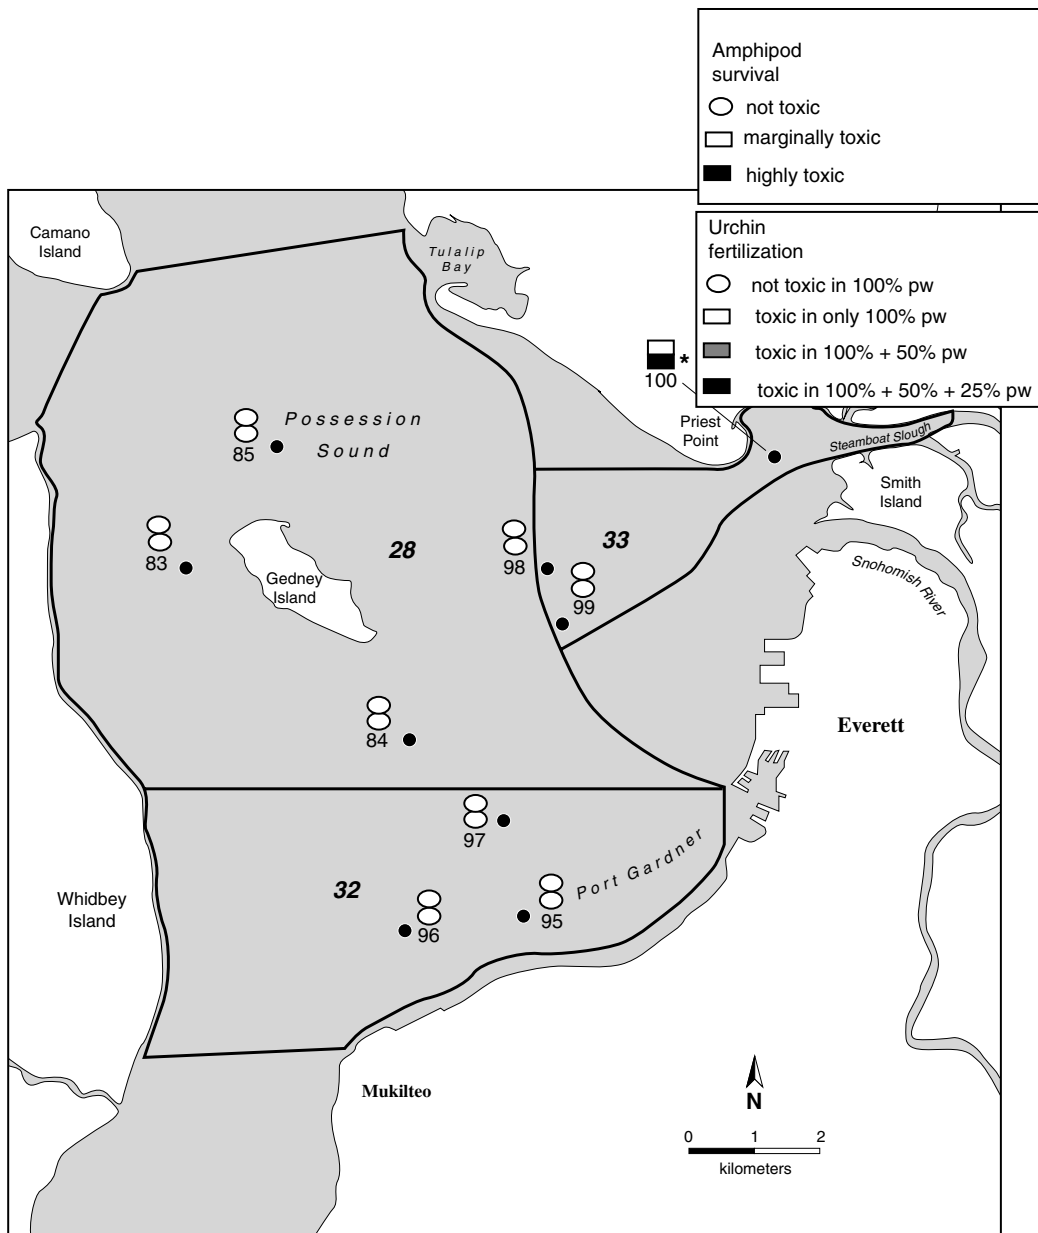 Amphipod
survival
not toxic
marginally toxic
highly toxic
Urchin
fertilization
not toxic in 100% pw
toxic in only 100% pw
toxic in 100% + 50% pw
toxic in 100% + 50% + 25% pw
Camano
Island
Tulalip
Bay
*
100
Priest
Point
Steamboat Slough
Smith
Island
Possession
Sound
85
83
28
98
33
99
Gedney
Island
Snohomish River
84
Everett
97
Port Gardner
32
95
96
Whidbey
Island
Mukilteo
N
0 1 2
kilometers